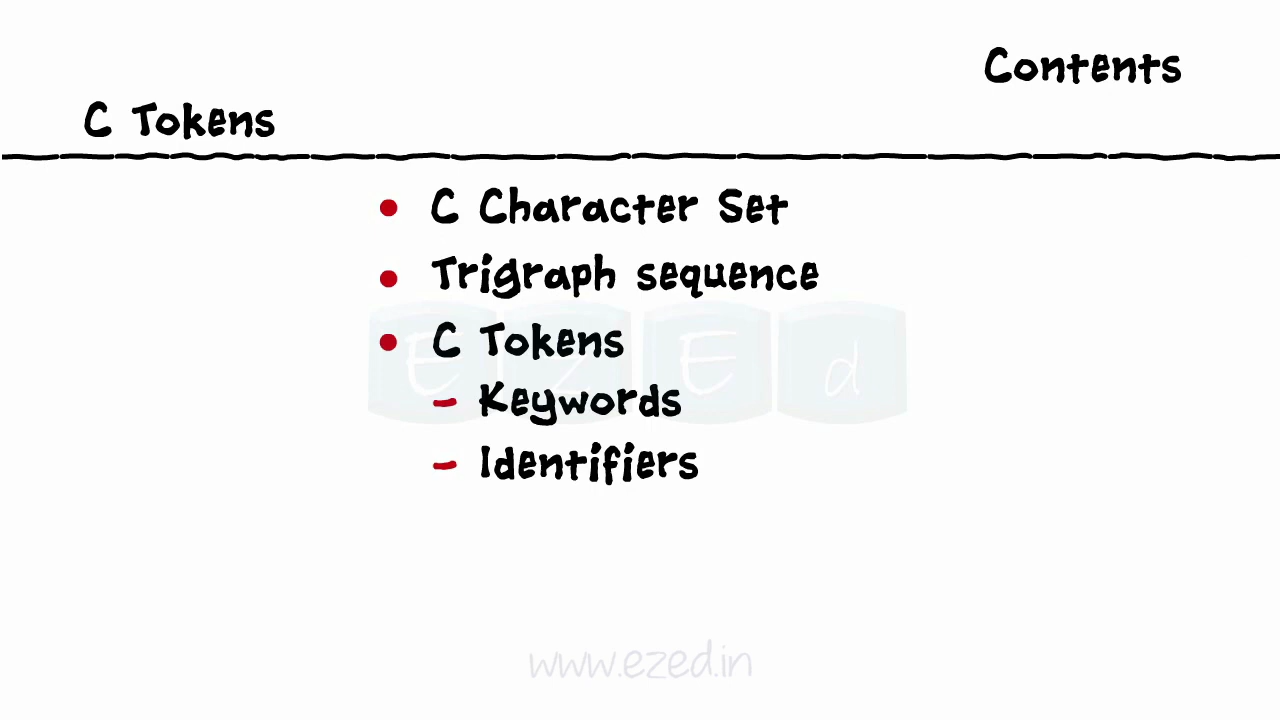 Contents
C Tokens
• C Character Set
• Trigraph sequence
• C Tokens
– Keywords
– Identifiers
E z E d
www.ezed.in